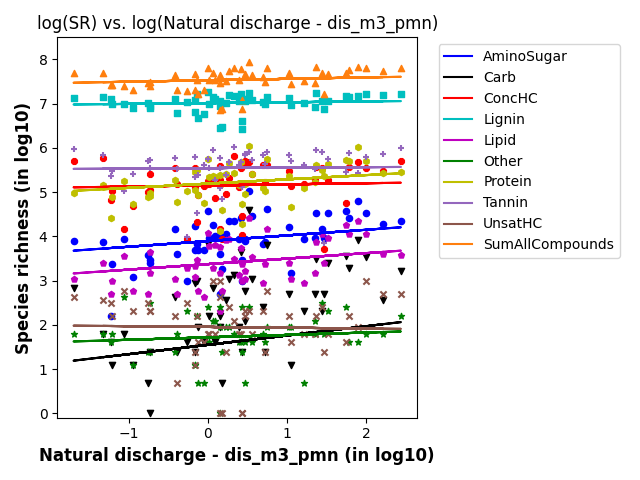 log(SR) vs. log(Natural discharge - dis_m3_pmn)
Species richness (in log10)
8
7
6
5
4
3
2
1
0
−1
0
1
2
Natural discharge - dis_m3_pmn (in log10)
AminoSugar
Carb
ConcHC
Lignin
Lipid
Other
Protein
Tannin
UnsatHC
SumAllCompounds